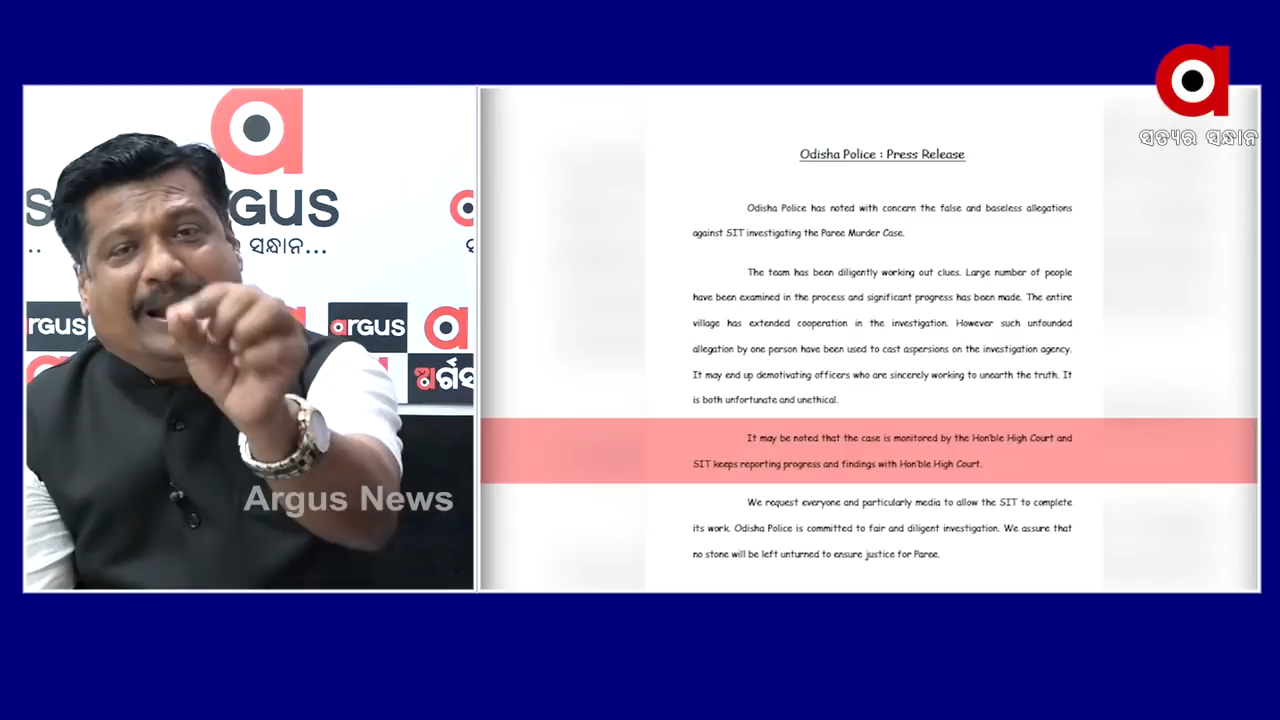 ସତ୍ୟର ସନ୍ଧାନ
ARGUS
ସନ୍ଧାନ...
ARGUS
ARGUS
ଅର୍ଗସ
Argus News
Odisha Police : Press Release
Odisha Police has noted with concern the false and baseless allegations
against SIT investigating the Paree Murder Case.
The team has been diligently working out clues. Large number of people
have been examined in the process and significant progress has been made. The entire
village has extended cooperation in the investigation. However such unfounded
allegation by one person have been used to cast aspersions on the investigation agency.
It may end up demotivating officers who are sincerely working to unearth the truth. It
is both unfortunate and unethical.
It may be noted that the case is monitored by the Hon'ble High Court and
SIT keeps reporting progress and findings with Hon'ble High Court.
We request everyone and particularly media to allow the SIT to complete
its work. Odisha Police is committed to fair and diligent investigation. We assure that
no stone will be left unturned to ensure justice for Paree.